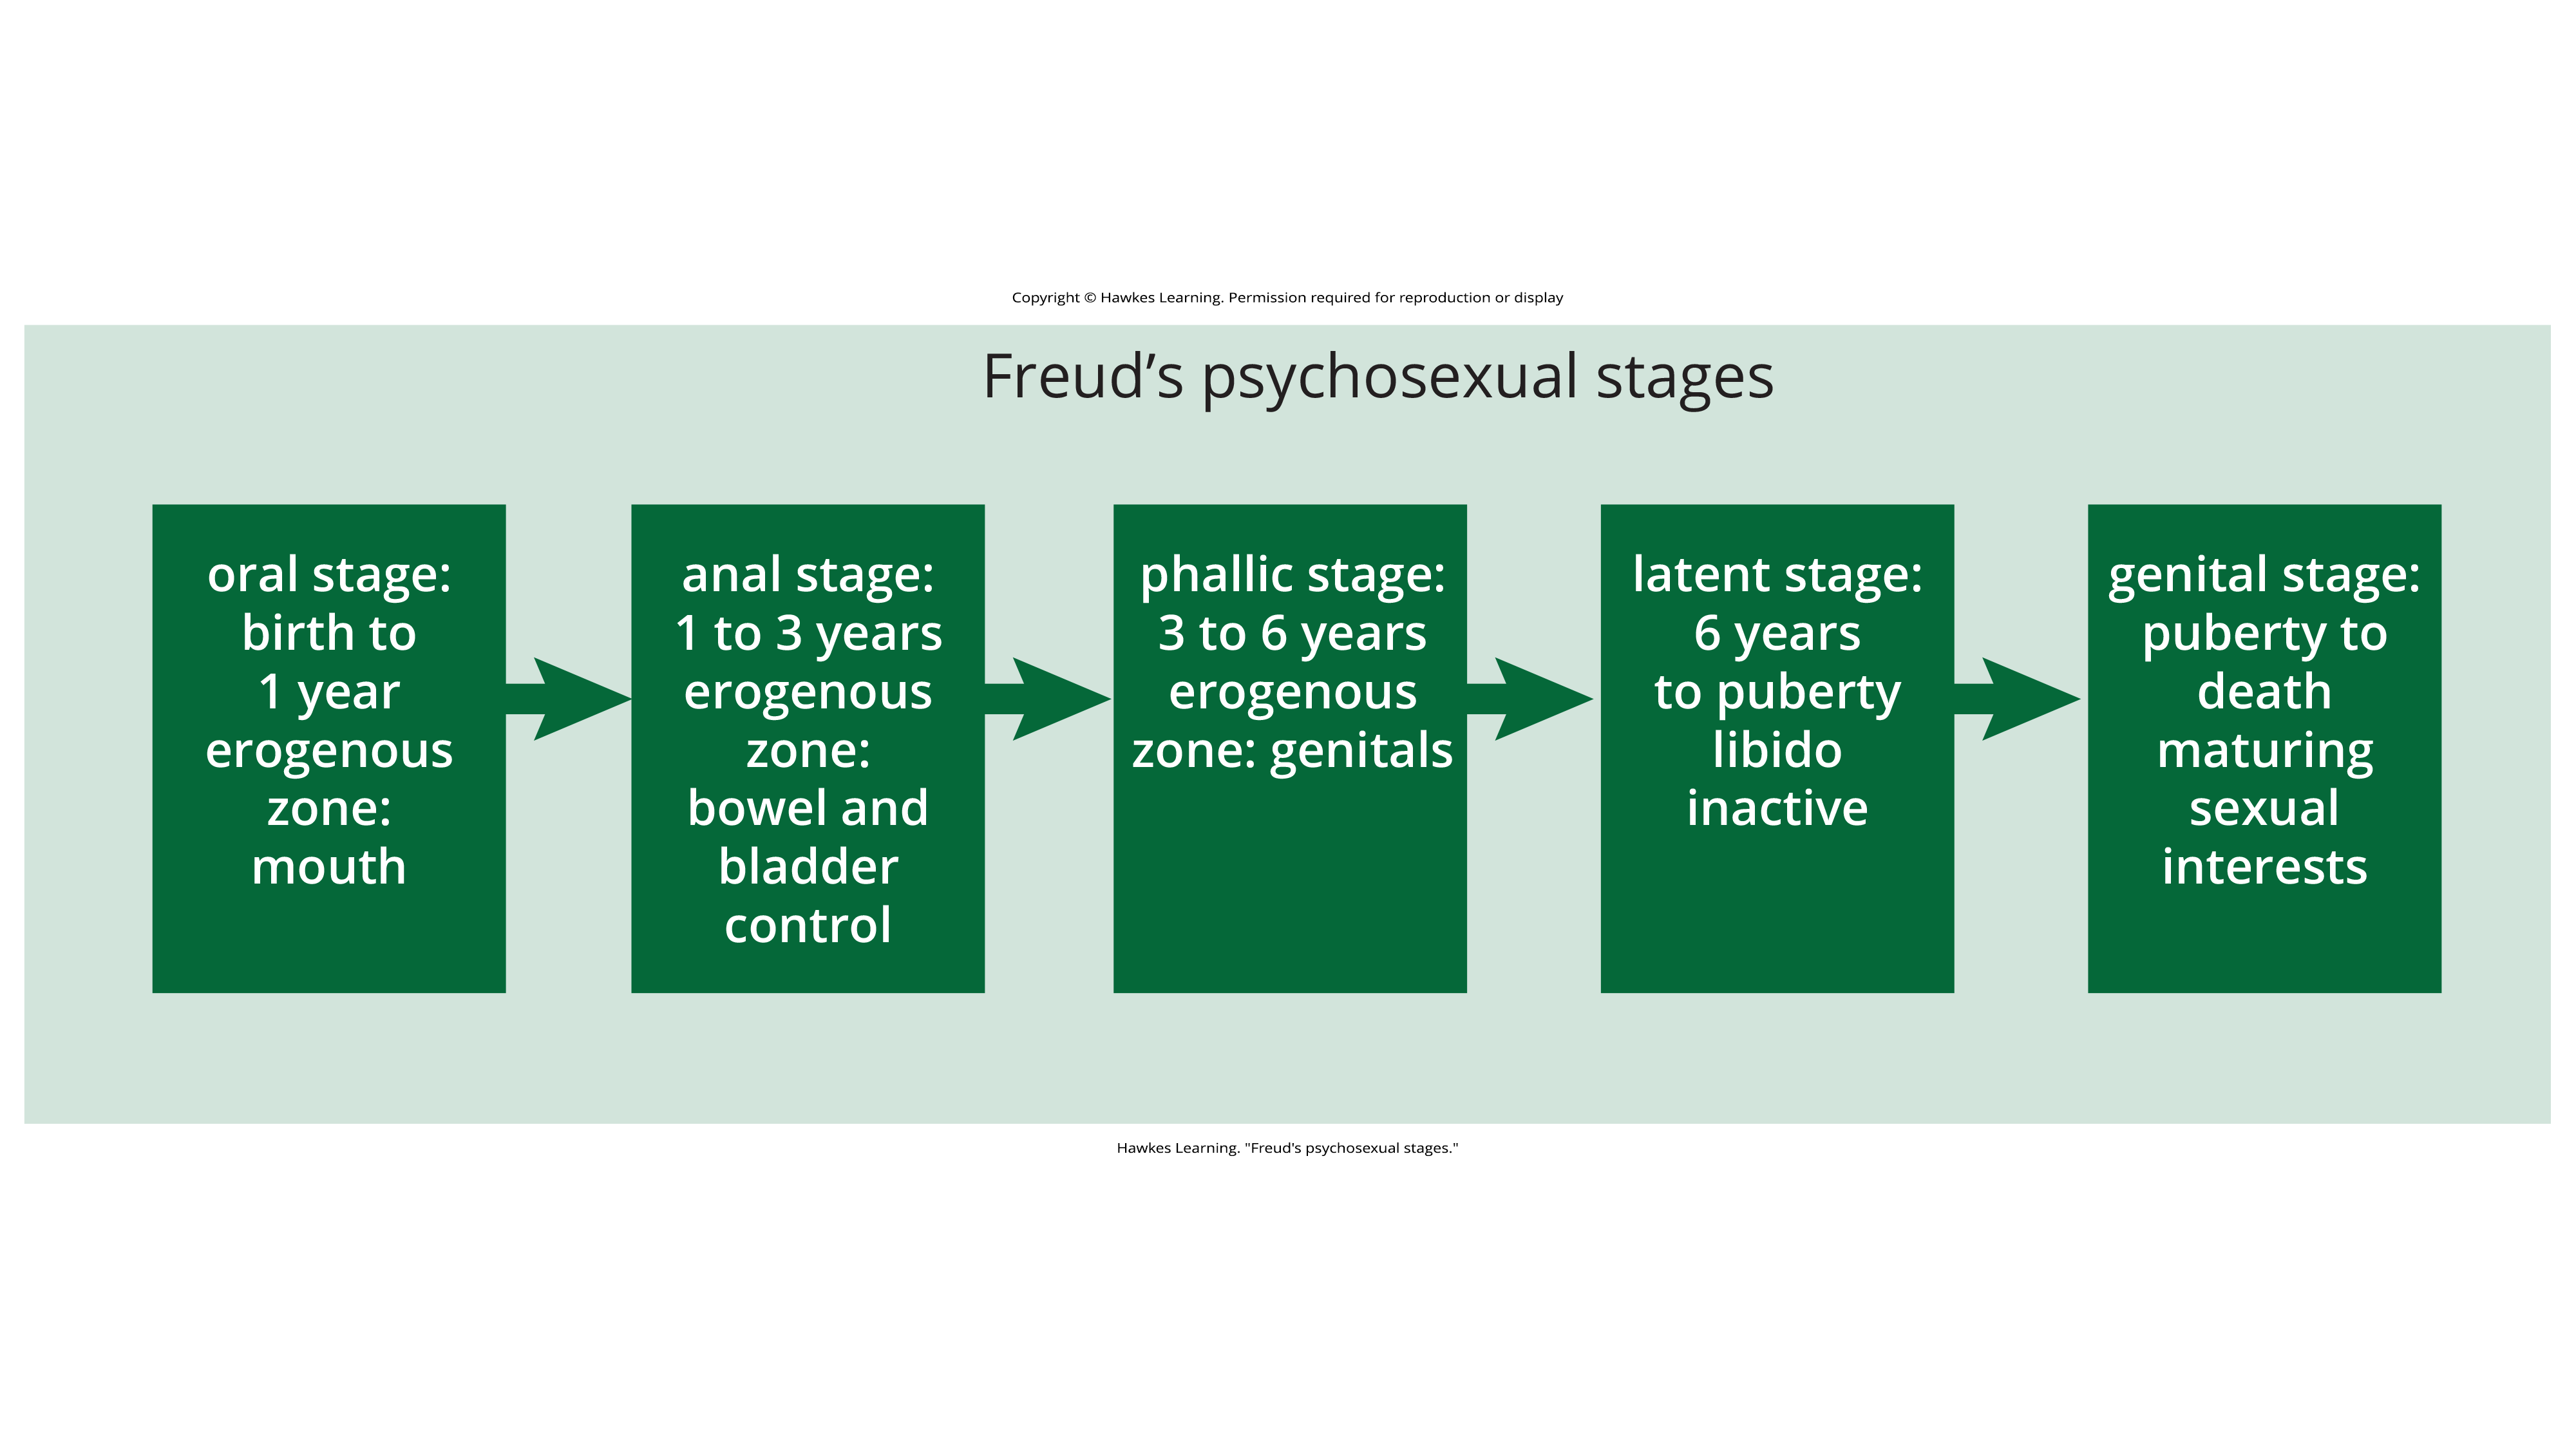 Copyright © Hawkes Learning. Permission required for reproduction or display
Freud’s psychosexual stages
oral stage:
birth to
1 year
erogenous
zone:
mouth
anal stage:
1 to 3 years
erogenous
zone:
bowel and
bladder
control
phallic stage:
3 to 6 years
erogenous
zone: genitals
latent stage:
6 years
to puberty
libido
inactive
genital stage:
puberty to
death
maturing
sexual
interests
Hawkes Learning. "Freud's psychosexual stages."